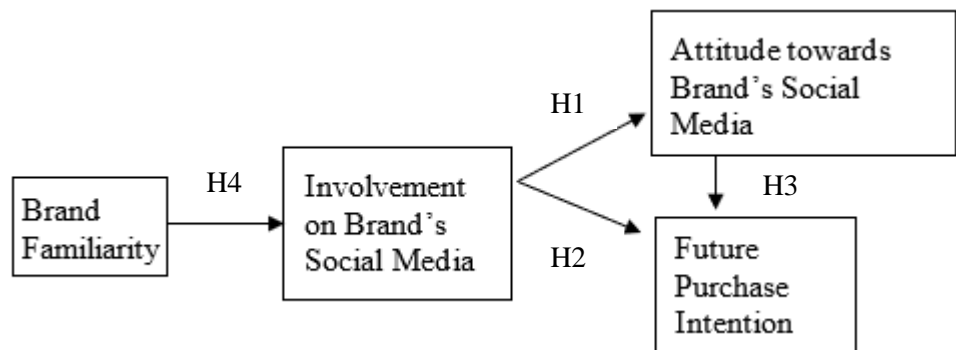 Brand
Familiarity
H4
Involvement
on Brand’s
Social Media
H1
H2
Attitude towards
Brand’s Social
Media
H3
Future
Purchase
Intention